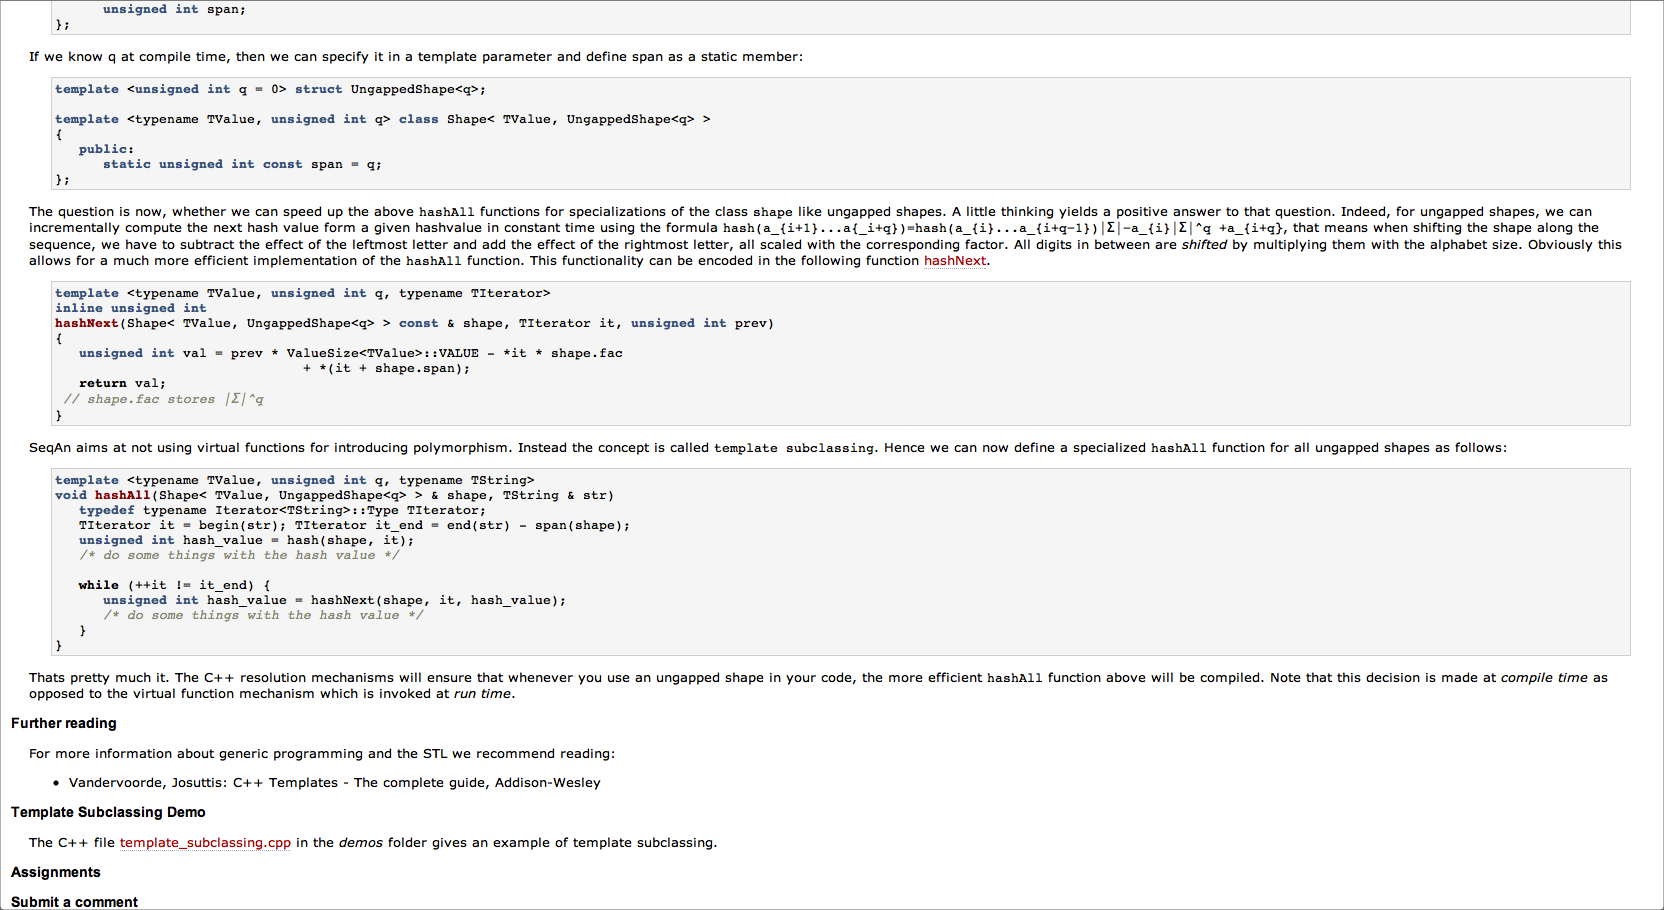 unsigned int span;
};
If we know q at compile time, then we can specify it in a template parameter and define span as a static member:
template <unsigned int q = 0> struct UngappedShape<q>;
template <typename TValue, unsigned int q> class Shape< TValue, UngappedShape<q> >
{
public:
static unsigned int const span = q;
};
The question is now, whether we can speed up the above hashAll functions for specializations of the class shape like ungapped shapes. A little thinking yields a positive answer to that question. Indeed, for ungapped shapes, we can
incrementally compute the next hash value form a given hashvalue in constant time using the formula hash(a_{i+1}...a{_i+q})=hash(a_{i}...a_{i+q-1})|Σ|-a_{i}|Σ|^q +a_{i+q}, that means when shifting the shape along the
sequence, we have to subtract the effect of the leftmost letter and add the effect of the rightmost letter, all scaled with the corresponding factor. All digits in between are shifted by multiplying them with the alphabet size. Obviously this
allows for a much more efficient implementation of the hashAll function. This functionality can be encoded in the following function hashNext.
template <typename TValue, unsigned int q, typename TIterator>
inline unsigned int
hashNext(Shape< TValue, UngappedShape<q> > const & shape, TIterator it, unsigned int prev)
{
unsigned int val = prev * ValueSize<TValue>::VALUE - *it * shape.fac
+ *(it + shape.span);
return val;
// shape.fac stores |Σ|^q
}
SeqAn aims at not using virtual functions for introducing polymorphism. Instead the concept is called template subclassing. Hence we can now define a specialized hashAll function for all ungapped shapes as follows:
template <typename TValue, unsigned int q, typename TString>
void hashAll(Shape< TValue, UngappedShape<q> > & shape, TString & str)
typedef typename Iterator<TString>::Type TIterator;
TIterator it = begin(str); TIterator it_end = end(str) - span(shape);
unsigned int hash_value = hash(shape, it);
/* do some things with the hash value */
while (++it != it_end) {
unsigned int hash_value = hashNext(shape, it, hash_value);
/* do some things with the hash value */
}
}
Thats pretty much it. The C++ resolution mechanisms will ensure that whenever you use an ungapped shape in your code, the more efficient hashAll function above will be compiled. Note that this decision is made at compile time as
opposed to the virtual function mechanism which is invoked at run time.
Further reading
For more information about generic programming and the STL we recommend reading:
• Vandervoorde, Josuttis: C++ Templates - The complete guide, Addison-Wesley
Template Subclassing Demo
The C++ file template_subclassing.cpp in the demos folder gives an example of template subclassing.
Assignments
Submit a comment